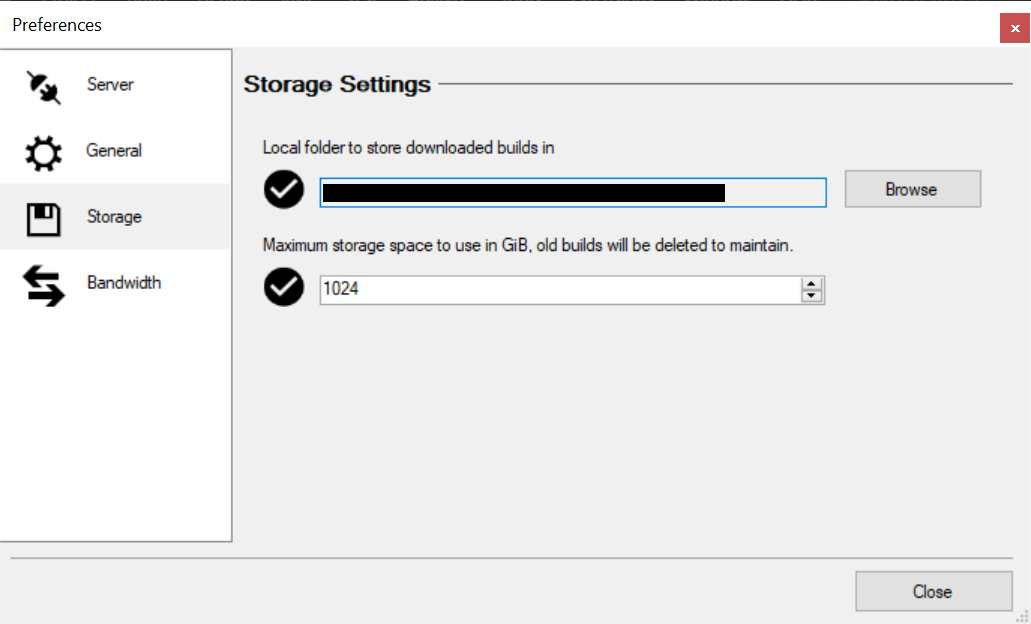 Preferences
Server
General
Storage
Bandwidth
Storage Settings
Local folder to store downloaded builds in
Browse
Maximum storage space to use in GiB, old builds will be deleted to maintain.
1024
Close